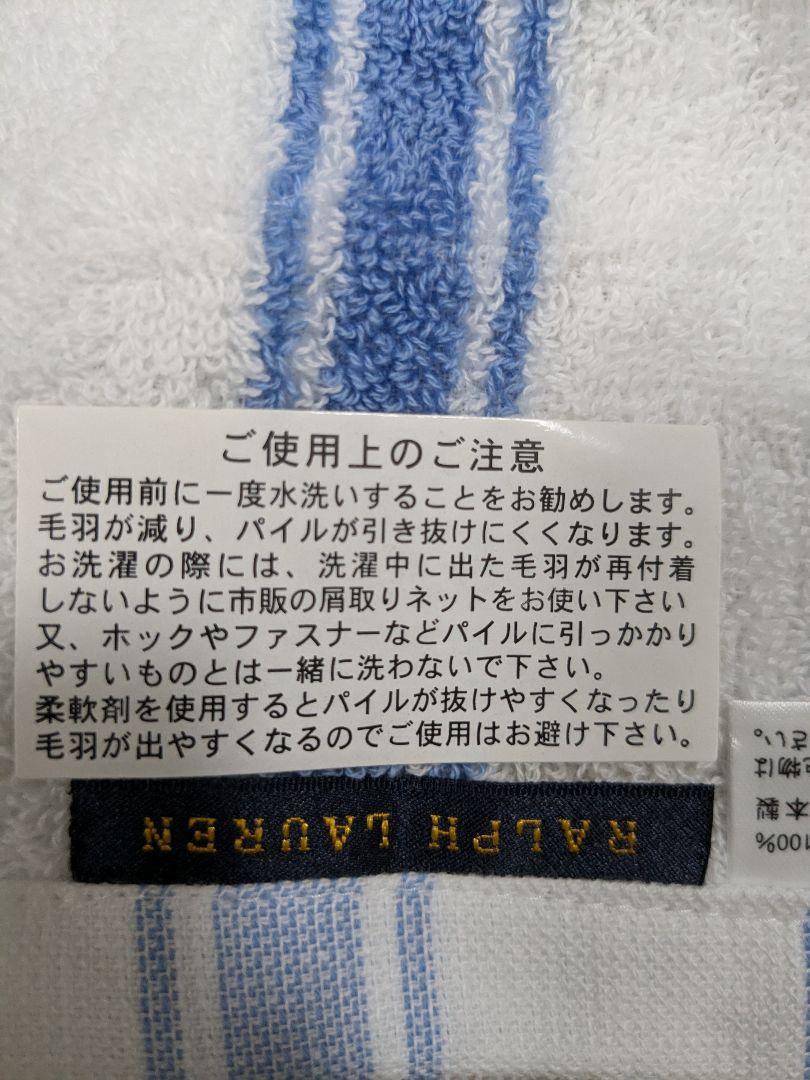 ご使用上のご注意
ご使用前に一度水洗いすることをお勧めします。
毛羽が減り、パイルが引き抜けにくくなります。
お洗濯の際には、洗濯中に出た毛羽が再付着
しないように市販の屑取りネットをお使い下さい
又、ホックやファスナーなどパイルに引っかかり
やすいものとは一緒に洗わないで下さい。
柔軟剤を使用するとパイルが抜けやすくなったり
毛羽が出やすくなるのでご使用はお避け下さい。
RALPH LAUREN
100%
本製
物は
さい。